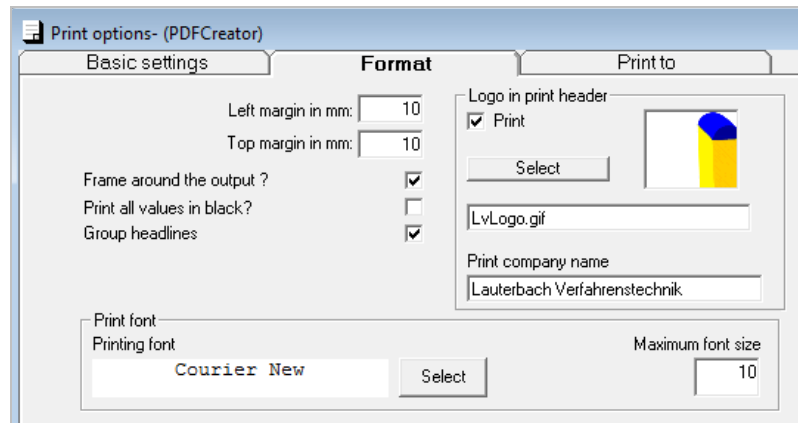 Print options- (PDFCreator)
Basic settings
Format
Print to
Left margin in mm: 10
Top margin in mm: 10
Frame around the output ?
Print all values in black?
Group headlines
Logo in print header
Print
Select
LvLogo.gif
Print company name
Lauterbach Verfahrenstechnik
Print font
Printing font
Courier New
Select
Maximum font size
10